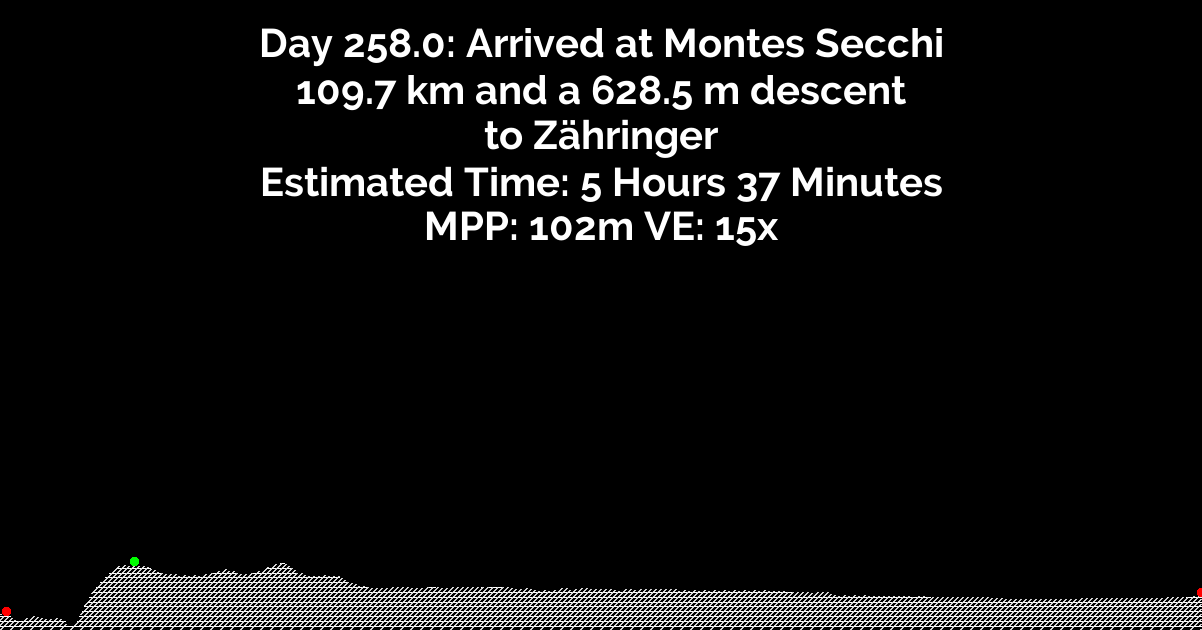 Day 258.0: Arrived at Montes Secchi
109.7 km and a 628.5 m descent
to Zähringer
Estimated Time: 5 Hours 37 Minutes
MPP: 102m VE: 15x